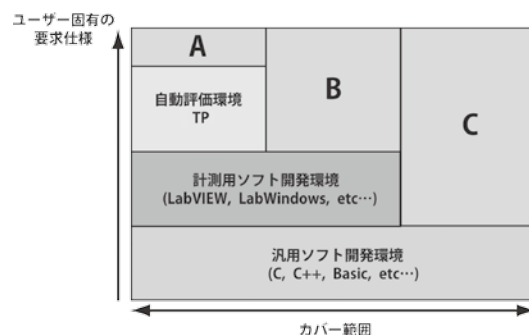 ユーザー固有の
要求仕様
A
自動評価環境
TP
B
C
計測用ソフト開発環境
(LabVIEW, LabWindows, etc…)
汎用ソフト開発環境
(C, C++, Basic, etc…)
カバー範囲